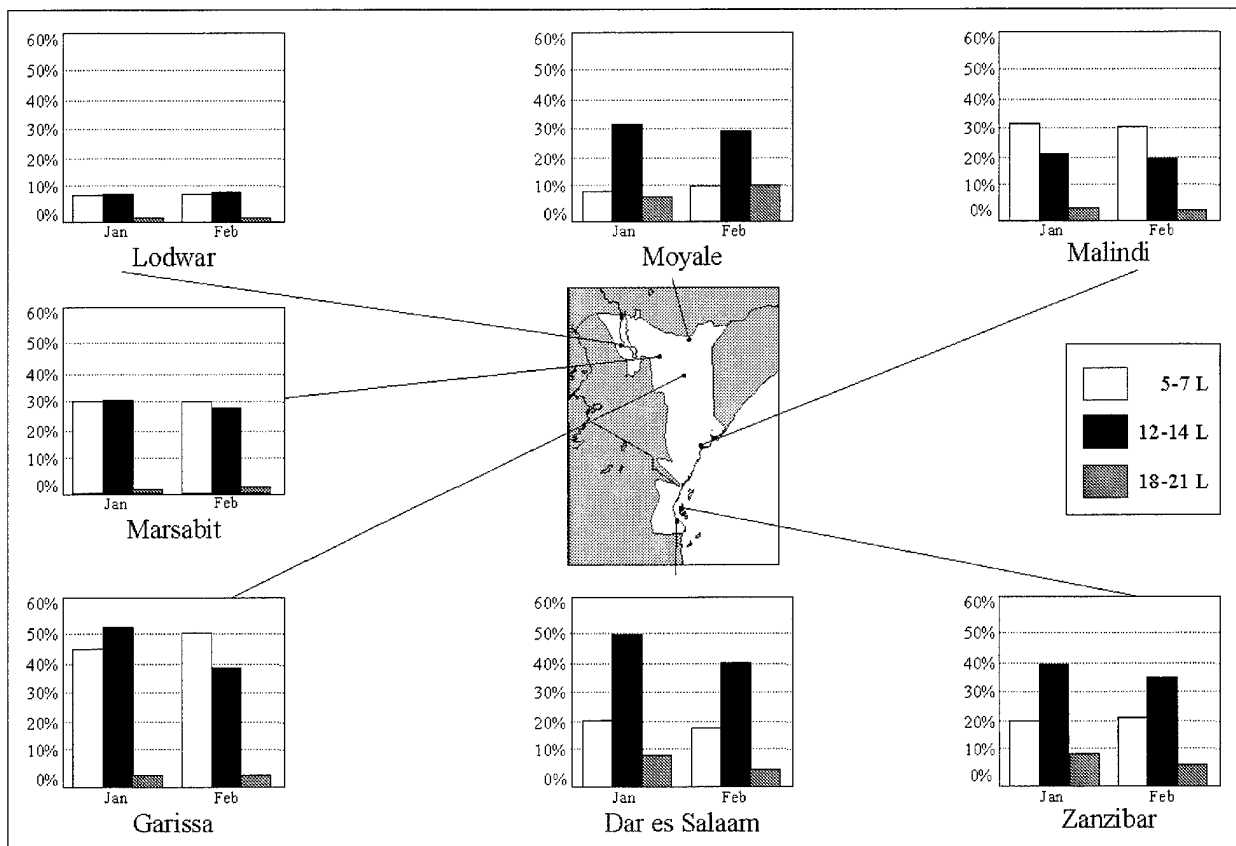 60%
50%
40%
30%
20%
10%
0%
Jan Feb
Lodwar
60%
50%
40%
30%
20%
10%
0%
Jan Feb
Moyale
60%
50%
40%
30%
20%
10%
0%
Jan Feb
Malindi
60%
50%
40%
30%
20%
10%
0%
Jan Feb
Marsabit
5-7 L
12-14 L
18-21 L
60%
50%
40%
30%
20%
10%
0%
Jan Feb
Garissa
60%
50%
40%
30%
20%
10%
0%
Jan Feb
Dar es Salaam
60%
50%
40%
30%
20%
10%
0%
Jan Feb
Zanzibar